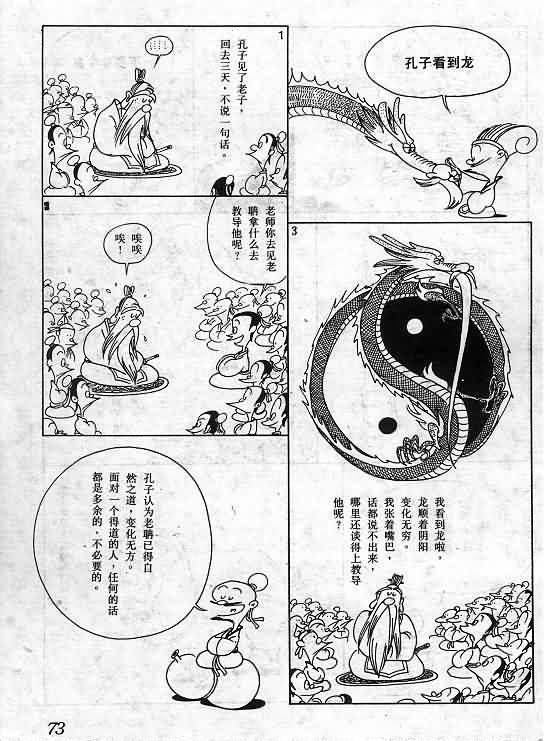 孔子看到龙
1
孔子见了老子，
回去三天，不说一句话。
……
2
老师你去见老
聃拿什么去
教导他呢？
唉唉
唉！
3
我看到龙啦，
龙顺着阴阳
变化无穷。
我张着嘴巴，
话都说不出来，
哪里还谈得上教导
他呢？
孔子认为老聃已得自
然之道，变化无方。
面对一个得道的人，任何的话
都是多余的，不必要的。
73